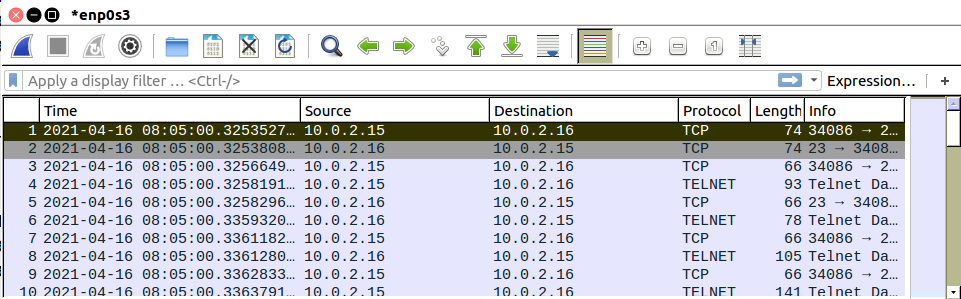 *enp0s3
Apply a display filter … <Ctrl-/> Expression… +
Time Source Destination Protocol Length Info
1 2021-04-16 08:05:00.3253527… 10.0.2.15 10.0.2.16 TCP 74 34086 → 2…
2 2021-04-16 08:05:00.3253808… 10.0.2.16 10.0.2.15 TCP 74 23 → 3408…
3 2021-04-16 08:05:00.3256649… 10.0.2.15 10.0.2.16 TCP 66 34086 → 2…
4 2021-04-16 08:05:00.3258191… 10.0.2.15 10.0.2.16 TELNET 93 Telnet Da…
5 2021-04-16 08:05:00.3258296… 10.0.2.16 10.0.2.15 TCP 66 23 → 3408…
6 2021-04-16 08:05:00.3359320… 10.0.2.16 10.0.2.15 TELNET 78 Telnet Da…
7 2021-04-16 08:05:00.3361182… 10.0.2.15 10.0.2.16 TCP 66 34086 → 2…
8 2021-04-16 08:05:00.3361280… 10.0.2.16 10.0.2.15 TELNET 105 Telnet Da…
9 2021-04-16 08:05:00.3362833… 10.0.2.15 10.0.2.16 TCP 66 34086 → 2…
10 2021-04-16 08:05:00.3363791… 10.0.2.15 10.0.2.16 TELNET 141 Telnet Da…